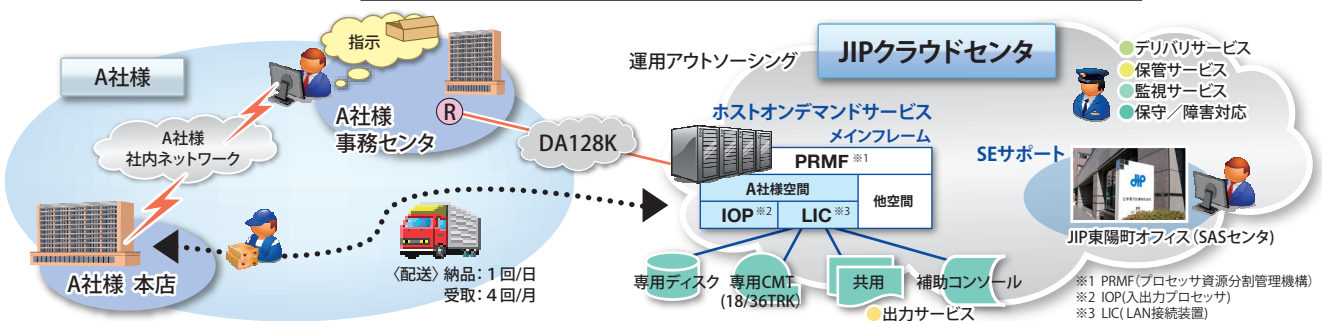 A社様
指示
A社様
事務センタ
R
A社様
社内ネットワーク
A社様 本店
〈配送〉 納品：1回/日
受取：4回/月
DA128K
運用アウトソーシング
JIPクラウドセンタ
ホストオンデマンドサービス
メインフレーム
PRMF ※1
A社様空間
他空間
IOP ※2
LIC ※3
専用ディスク
専用CMT
(18/36TRK)
共用
補助コンソール
●出力サービス
●デリバリサービス
●保管サービス
●監視サービス
●保守／障害対応
SEサポート
JIP
JIP東陽町オフィス（SASセンタ）
※1 PRMF（プロセッサ資源分割管理機構）
※2 IOP(入出力プロセッサ)
※3 LIC( LAN接続装置)